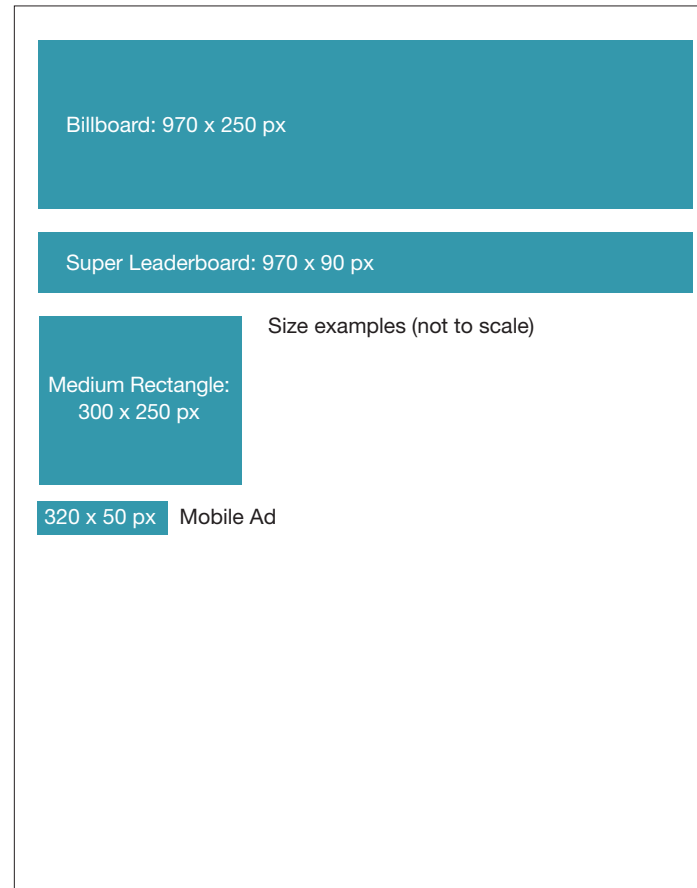 Billboard: 970 x 250 px
Super Leaderboard: 970 x 90 px
Size examples (not to scale)
Medium Rectangle:
300 x 250 px
320 x 50 px Mobile Ad